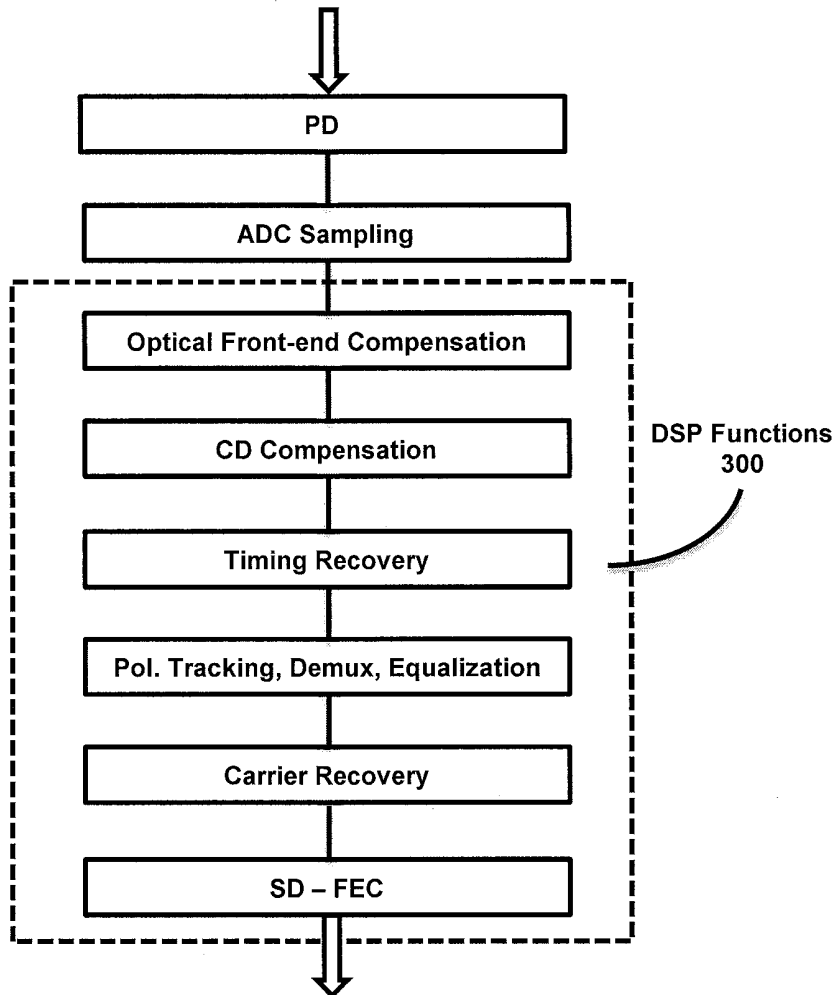 PD
ADC Sampling
Optical Front-end Compensation
CD Compensation
DSP Functions
300
Timing Recovery
Pol. Tracking, Demux, Equalization
Carrier Recovery
SD – FEC